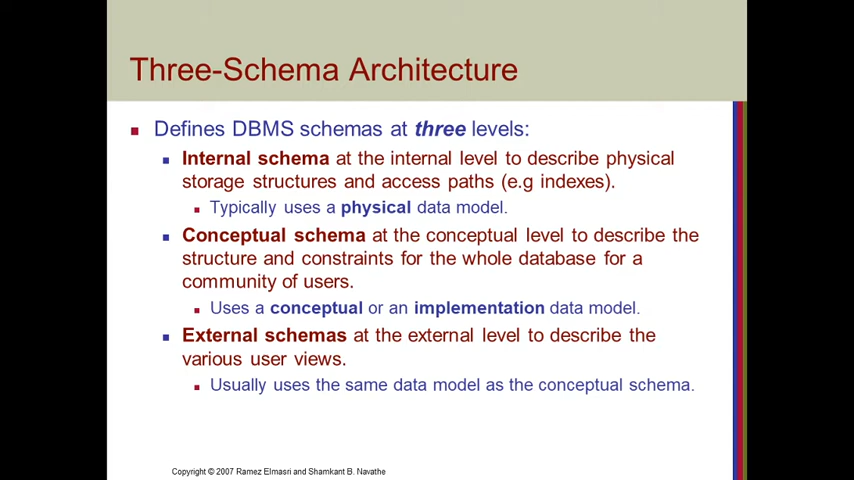 Three-Schema Architecture
Defines DBMS schemas at three levels:
Internal schema at the internal level to describe physical
storage structures and access paths (e.g indexes).
Typically uses a physical data model.
Conceptual schema at the conceptual level to describe the
structure and constraints for the whole database for a
community of users.
Uses a conceptual or an implementation data model.
External schemas at the external level to describe the
various user views.
Usually uses the same data model as the conceptual schema.
Copyright © 2007 Ramez Elmasri and Shamkant B. Navathe